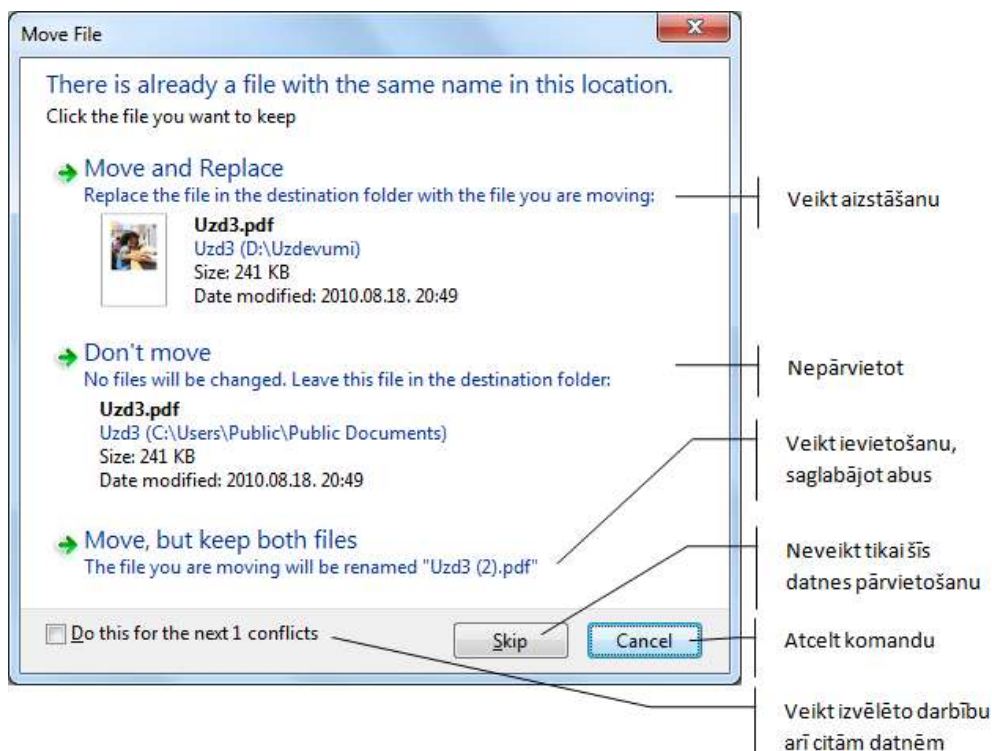 Move File
There is already a file with the same name in this location.
Click the file you want to keep
Move and Replace
Replace the file in the destination folder with the file you are moving:
Uzd3.pdf
Uzd3 (D:\Uzdevumi)
Size: 241 KB
Date modified: 2010.08.18. 20:49
Don't move
No files will be changed. Leave this file in the destination folder:
Uzd3.pdf
Uzd3 (C:\Users\Public\Public Documents)
Size: 241 KB
Date modified: 2010.08.18. 20:49
Move, but keep both files
The file you are moving will be renamed "Uzd3 (2).pdf"
Do this for the next 1 conflicts
Skip
Cancel
Veikt aizstāšanu
Nepārvietot
Veikt ievietošanu,
saglabājot abus
Neveikt tikai šīs
datnes pārvietošanu
Atcelt komandu
Veikt izvēlēto darbību
arī citām datnēm